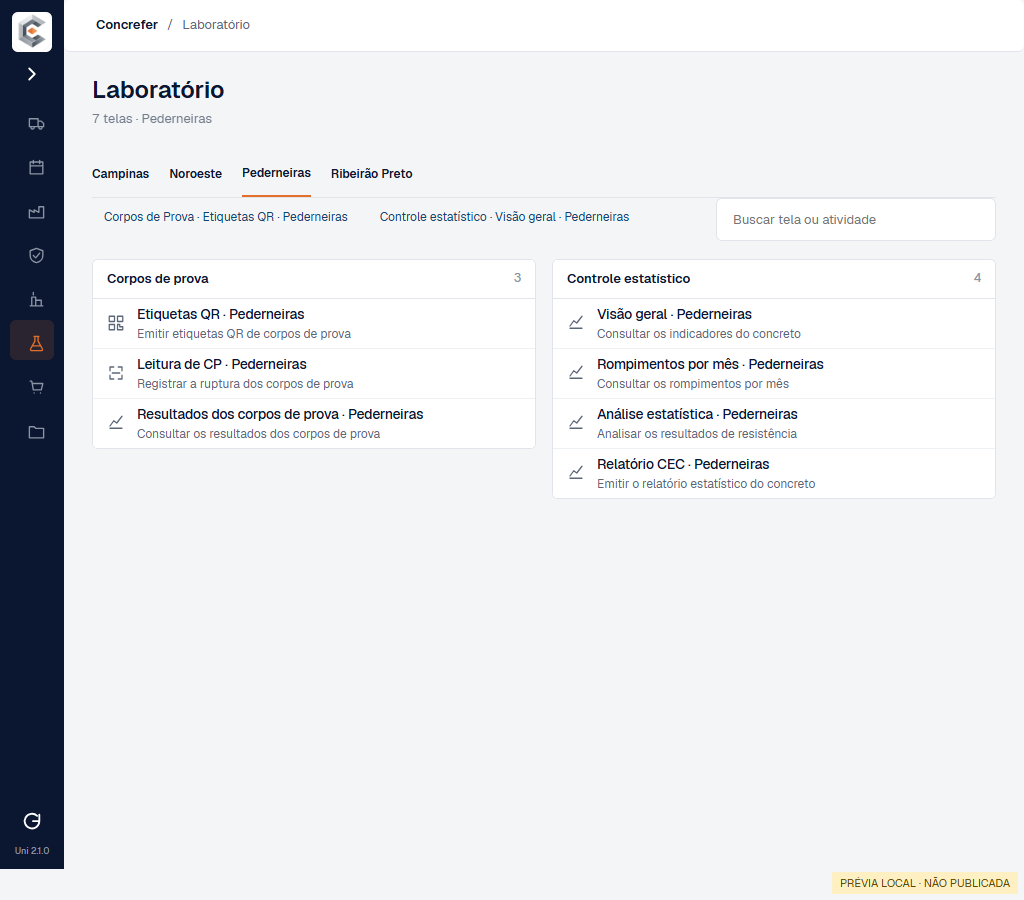 Concrefer / Laboratório
Laboratório
7 telas · Pederneiras
Campinas Noroeste Pederneiras Ribeirão Preto
Corpos de Prova · Etiquetas QR · Pederneiras Controle estatístico · Visão geral · Pederneiras Buscar tela ou atividade
Corpos de prova 3
Etiquetas QR · Pederneiras
Emitir etiquetas QR de corpos de prova
Leitura de CP · Pederneiras
Registrar a ruptura dos corpos de prova
Resultados dos corpos de prova · Pederneiras
Consultar os resultados dos corpos de prova
Controle estatístico 4
Visão geral · Pederneiras
Consultar os indicadores do concreto
Rompimentos por mês · Pederneiras
Consultar os rompimentos por mês
Análise estatística · Pederneiras
Analisar os resultados de resistência
Relatório CEC · Pederneiras
Emitir o relatório estatístico do concreto
Uni 2.1.0
PRÉVIA LOCAL · NÃO PUBLICADA